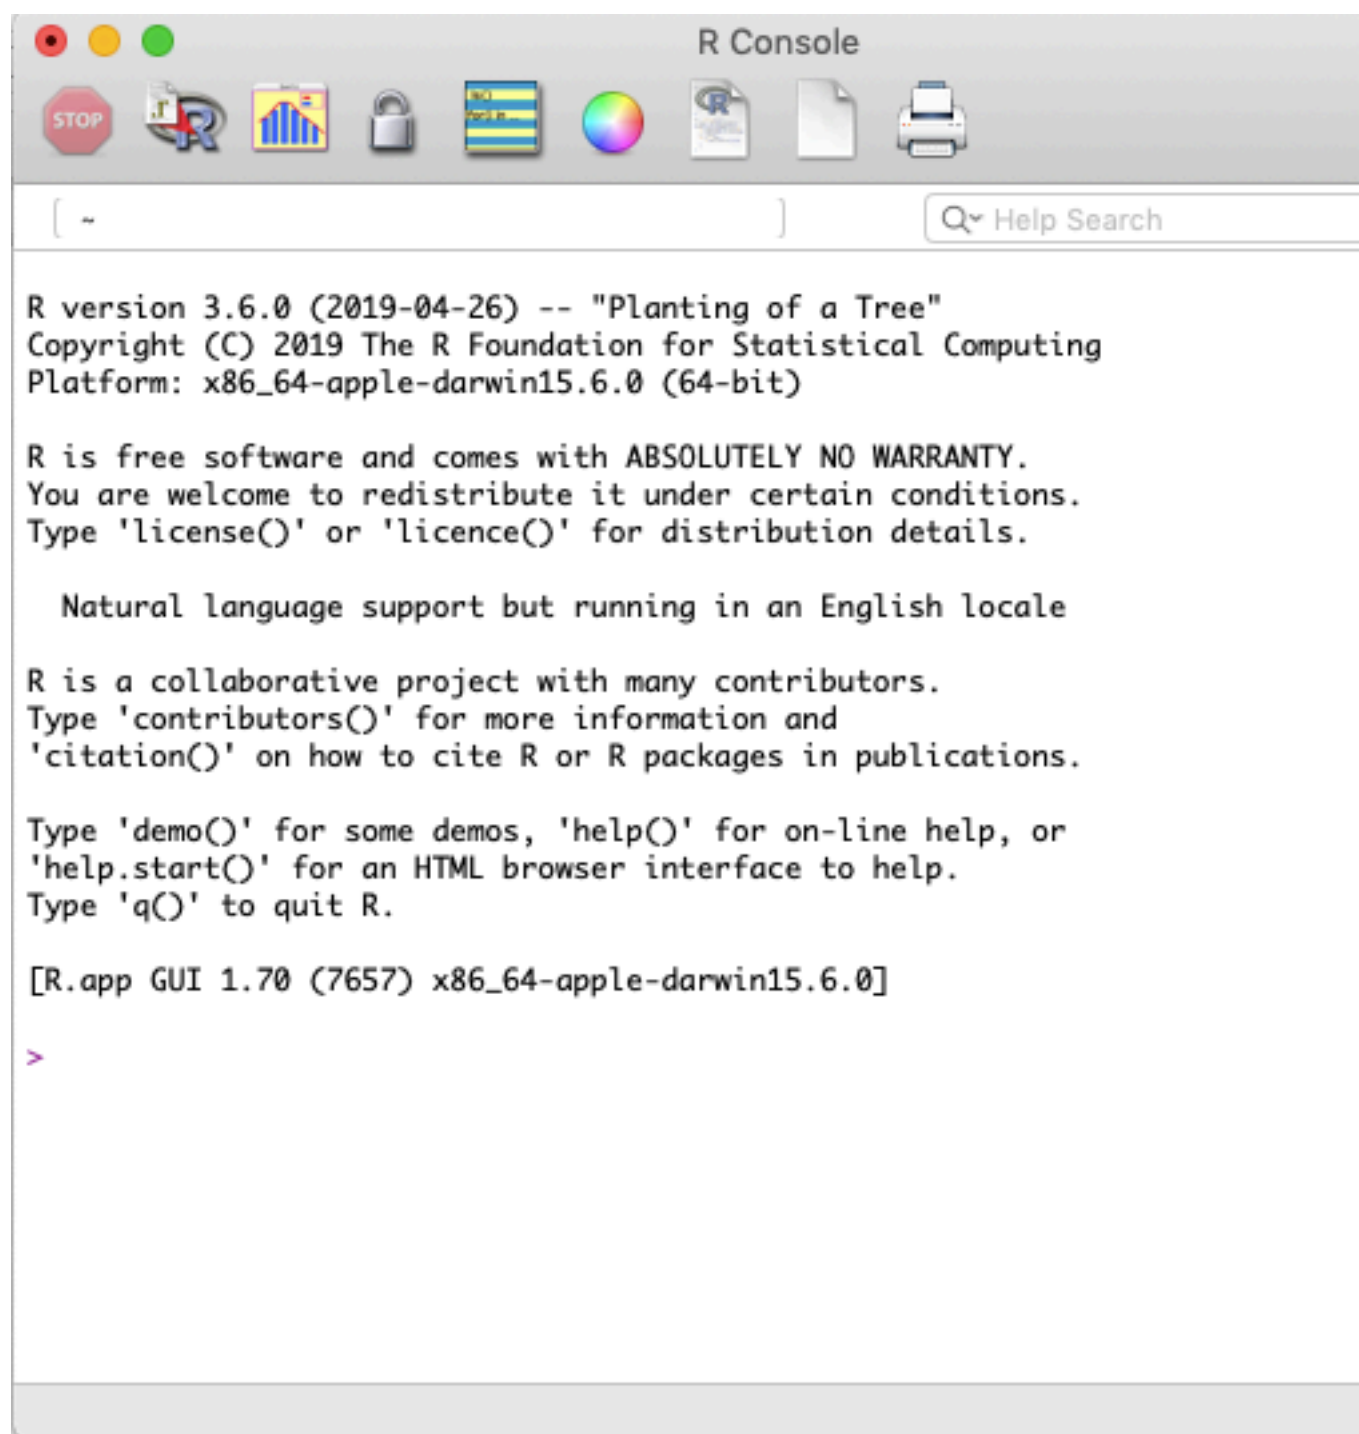 R Console
STOP
~
Help Search
R version 3.6.0 (2019-04-26) -- "Planting of a Tree"
Copyright (C) 2019 The R Foundation for Statistical Computing
Platform: x86_64-apple-darwin15.6.0 (64-bit)
R is free software and comes with ABSOLUTELY NO WARRANTY.
You are welcome to redistribute it under certain conditions.
Type 'license()' or 'licence()' for distribution details.
Natural language support but running in an English locale
R is a collaborative project with many contributors.
Type 'contributors()' for more information and
'citation()' on how to cite R or R packages in publications.
Type 'demo()' for some demos, 'help()' for on-line help, or
'help.start()' for an HTML browser interface to help.
Type 'q()' to quit R.
[R.app GUI 1.70 (7657) x86_64-apple-darwin15.6.0]
>